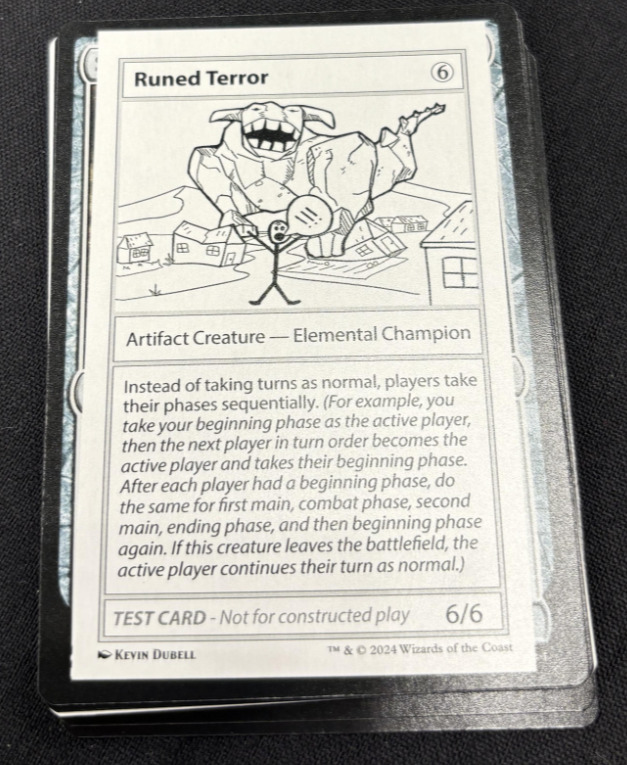 Runed Terror 6
Artifact Creature — Elemental Champion
Instead of taking turns as normal, players take
their phases sequentially. (For example, you
take your beginning phase as the active player,
then the next player in turn order becomes the
active player and takes their beginning phase.
After each player had a beginning phase, do
the same for first main, combat phase, second
main, ending phase, and then beginning phase
again. If this creature leaves the battlefield, the
active player continues their turn as normal.)
TEST CARD - Not for constructed play 6/6
Kevin Dubell ™ & © 2024 Wizards of the Coast